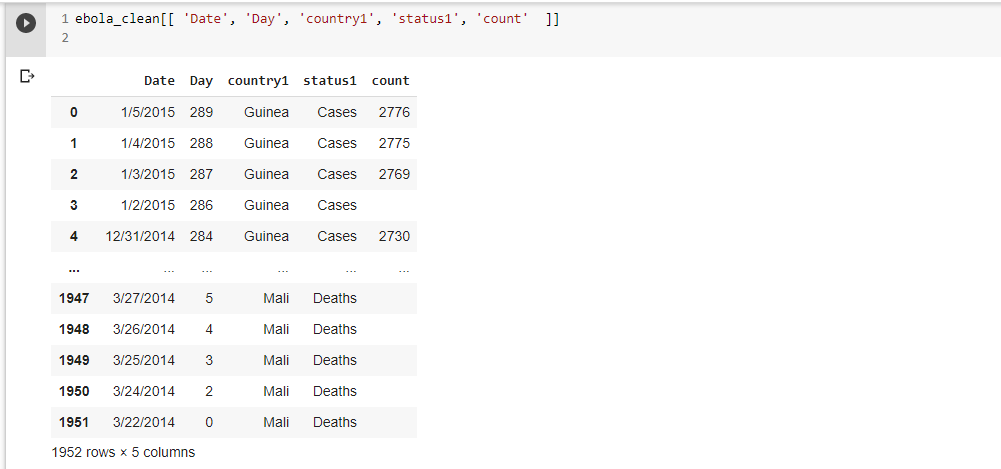 1 ebola_clean[[ 'Date', 'Day', 'country1', 'status1', 'count'  ]]
2
Date Day country1 status1 count
0 1/5/2015 289 Guinea Cases 2776
1 1/4/2015 288 Guinea Cases 2775
2 1/3/2015 287 Guinea Cases 2769
3 1/2/2015 286 Guinea Cases
4 12/31/2014 284 Guinea Cases 2730
... ... ... ... ... ...
1947 3/27/2014 5 Mali Deaths
1948 3/26/2014 4 Mali Deaths
1949 3/25/2014 3 Mali Deaths
1950 3/24/2014 2 Mali Deaths
1951 3/22/2014 0 Mali Deaths
1952 rows × 5 columns